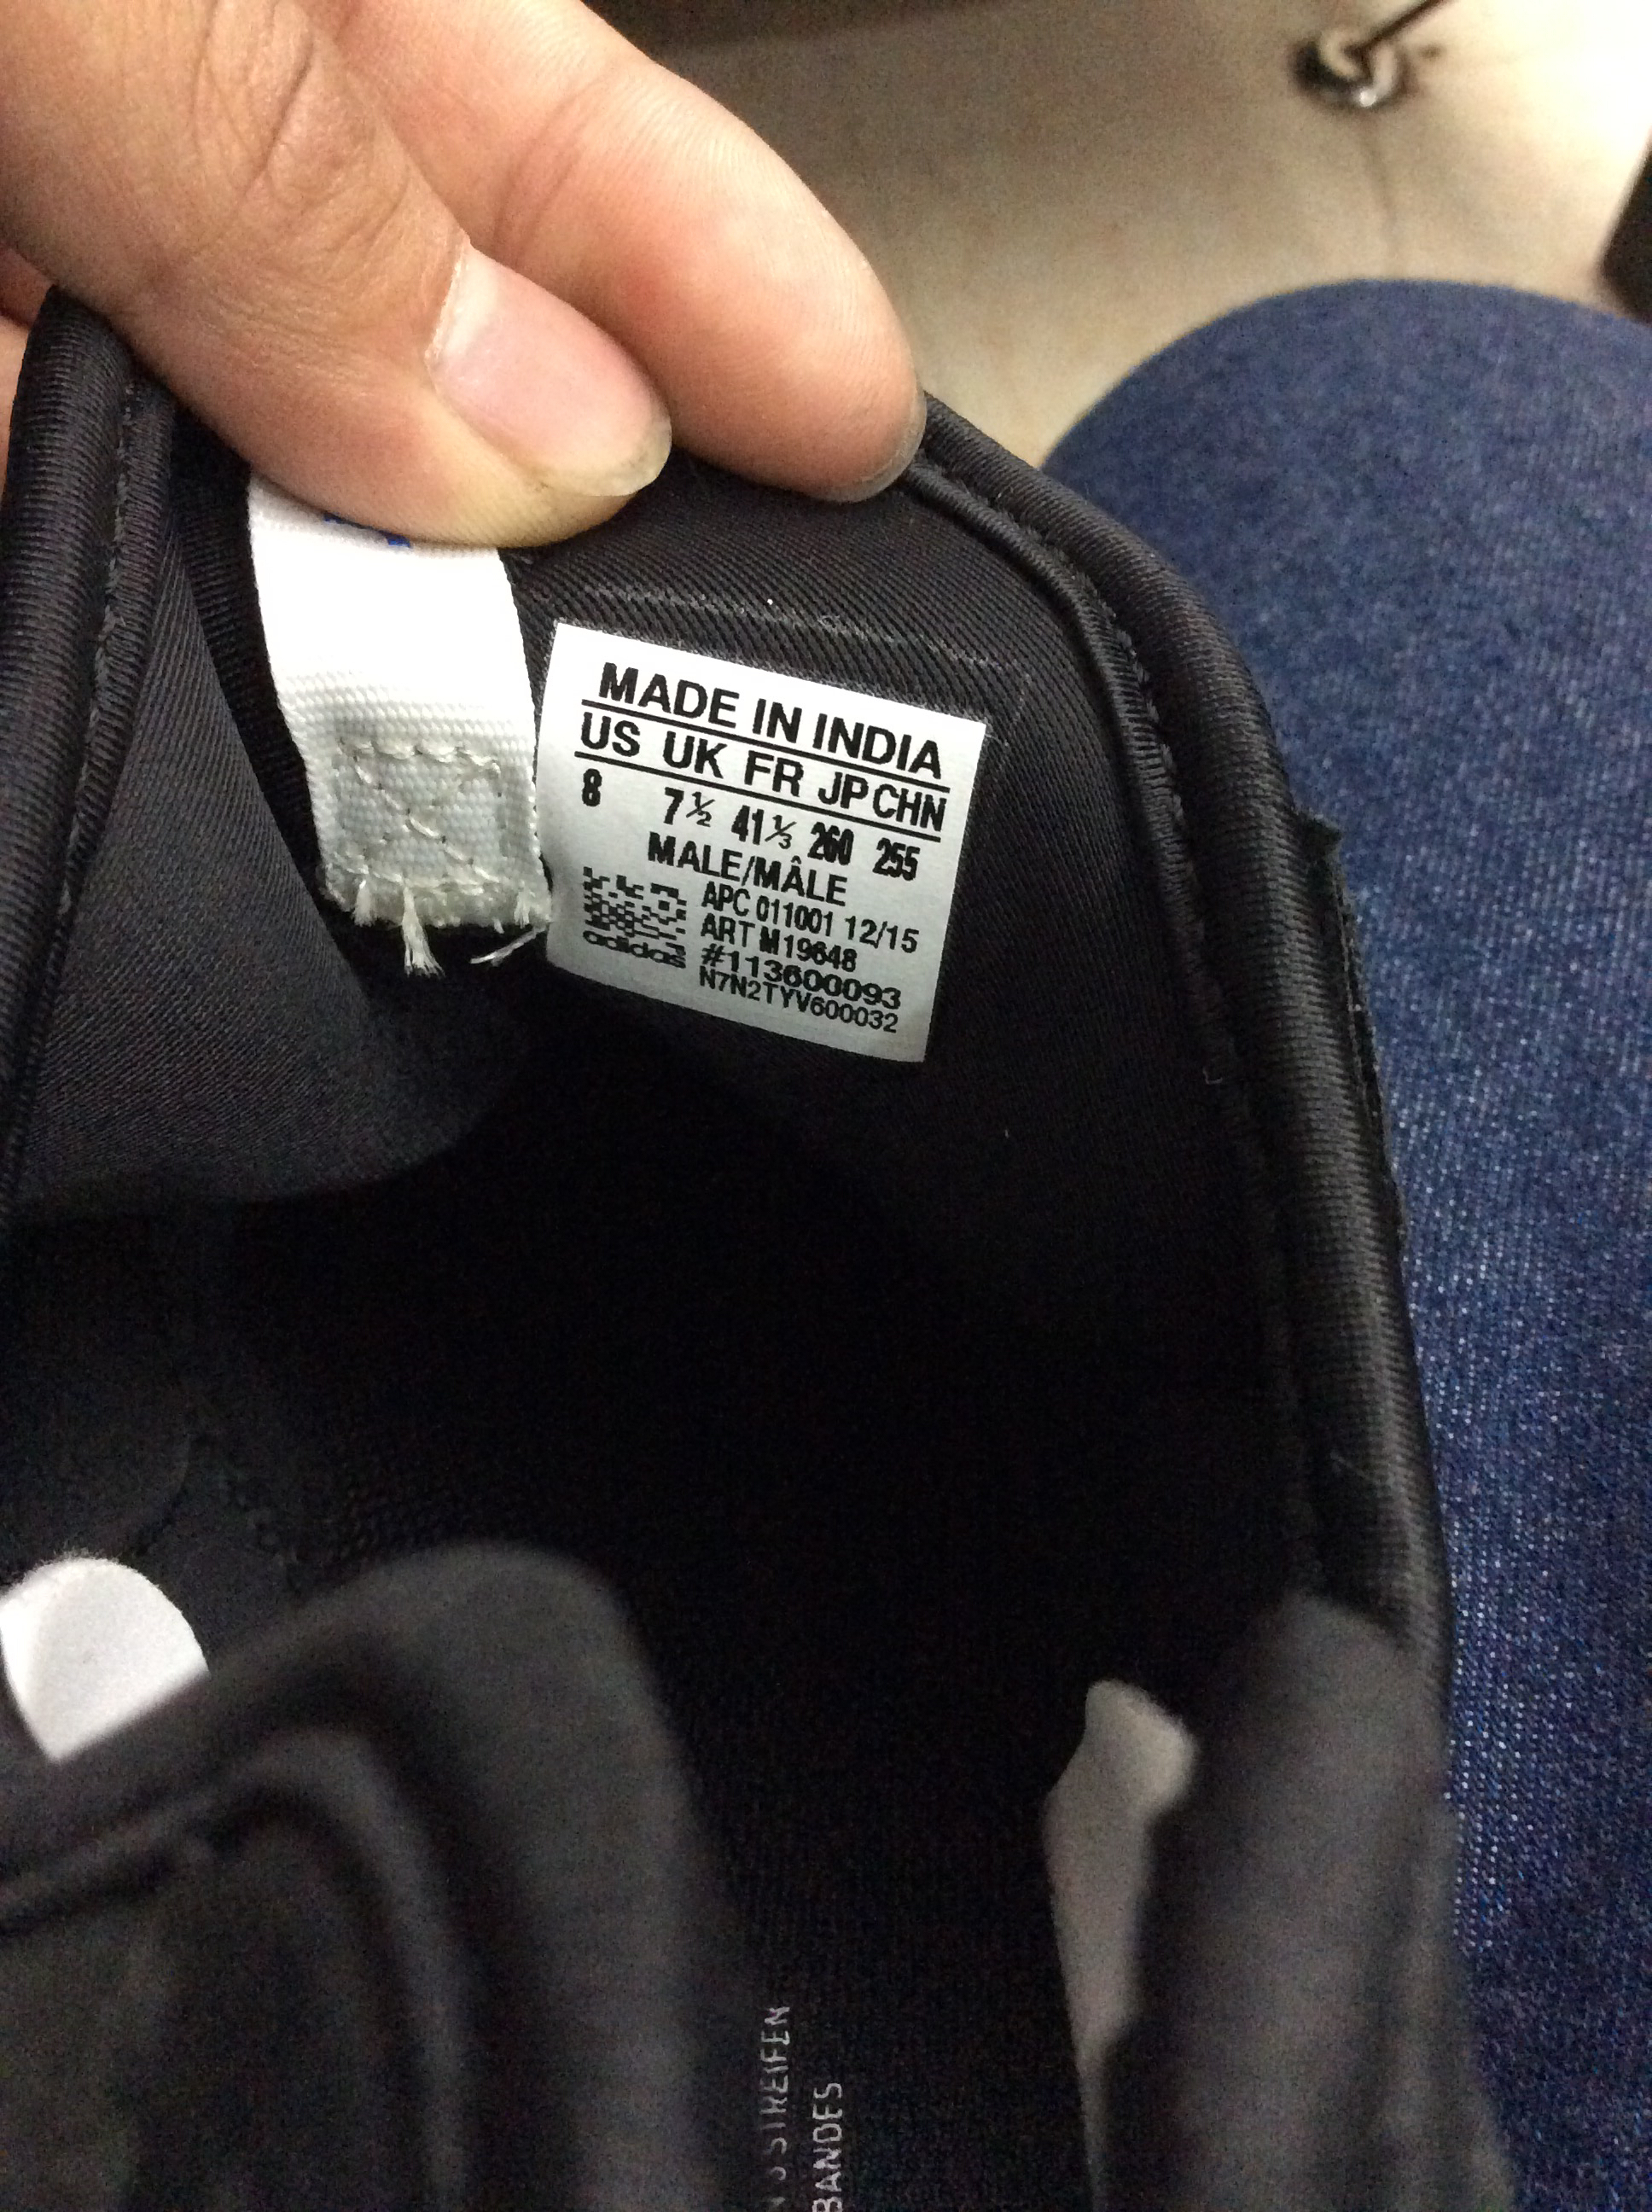 MADE IN INDIA
US UK FR JP CHN
8 7½ 41⅓ 260 255
MALE/MÂLE
APC 011001 12/15
ART M19648
#113600093
N7N2TYV600032
adidas
STREIFEN
BANDES